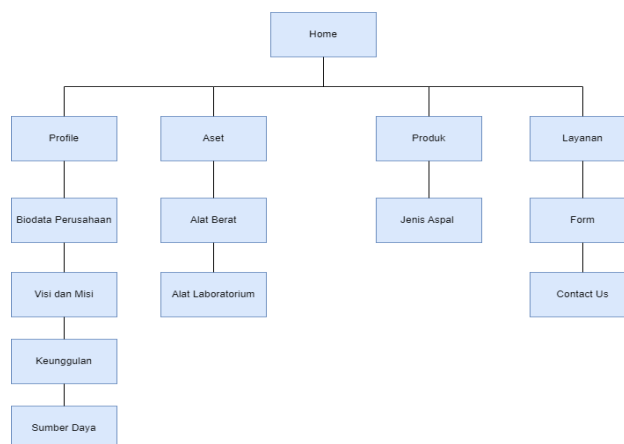 Home
Profile
Aset
Produk
Layanan
Biodata Perusahaan
Alat Berat
Jenis Aspal
Form
Visi dan Misi
Alat Laboratorium
Contact Us
Keunggulan
Sumber Daya